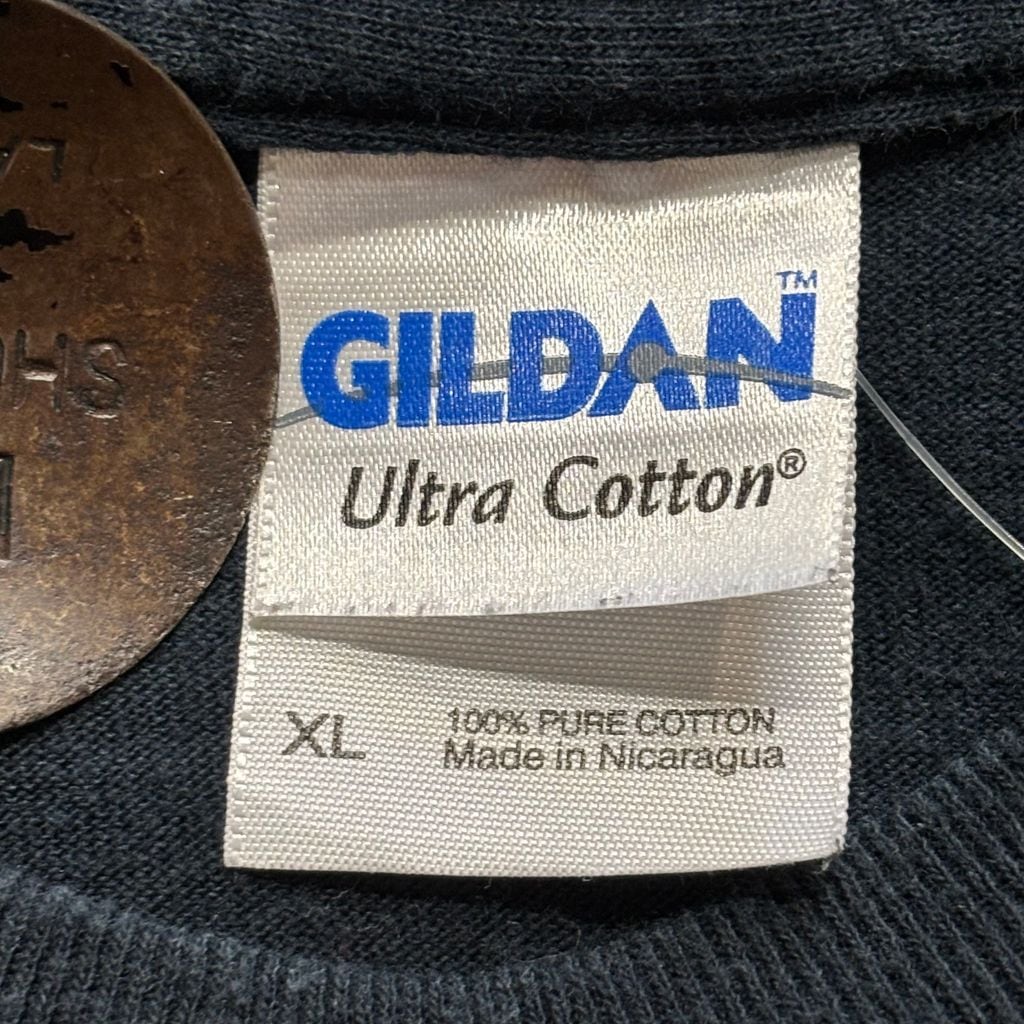 GILDAN™
Ultra Cotton®
XL
100% PURE COTTON
Made in Nicaragua